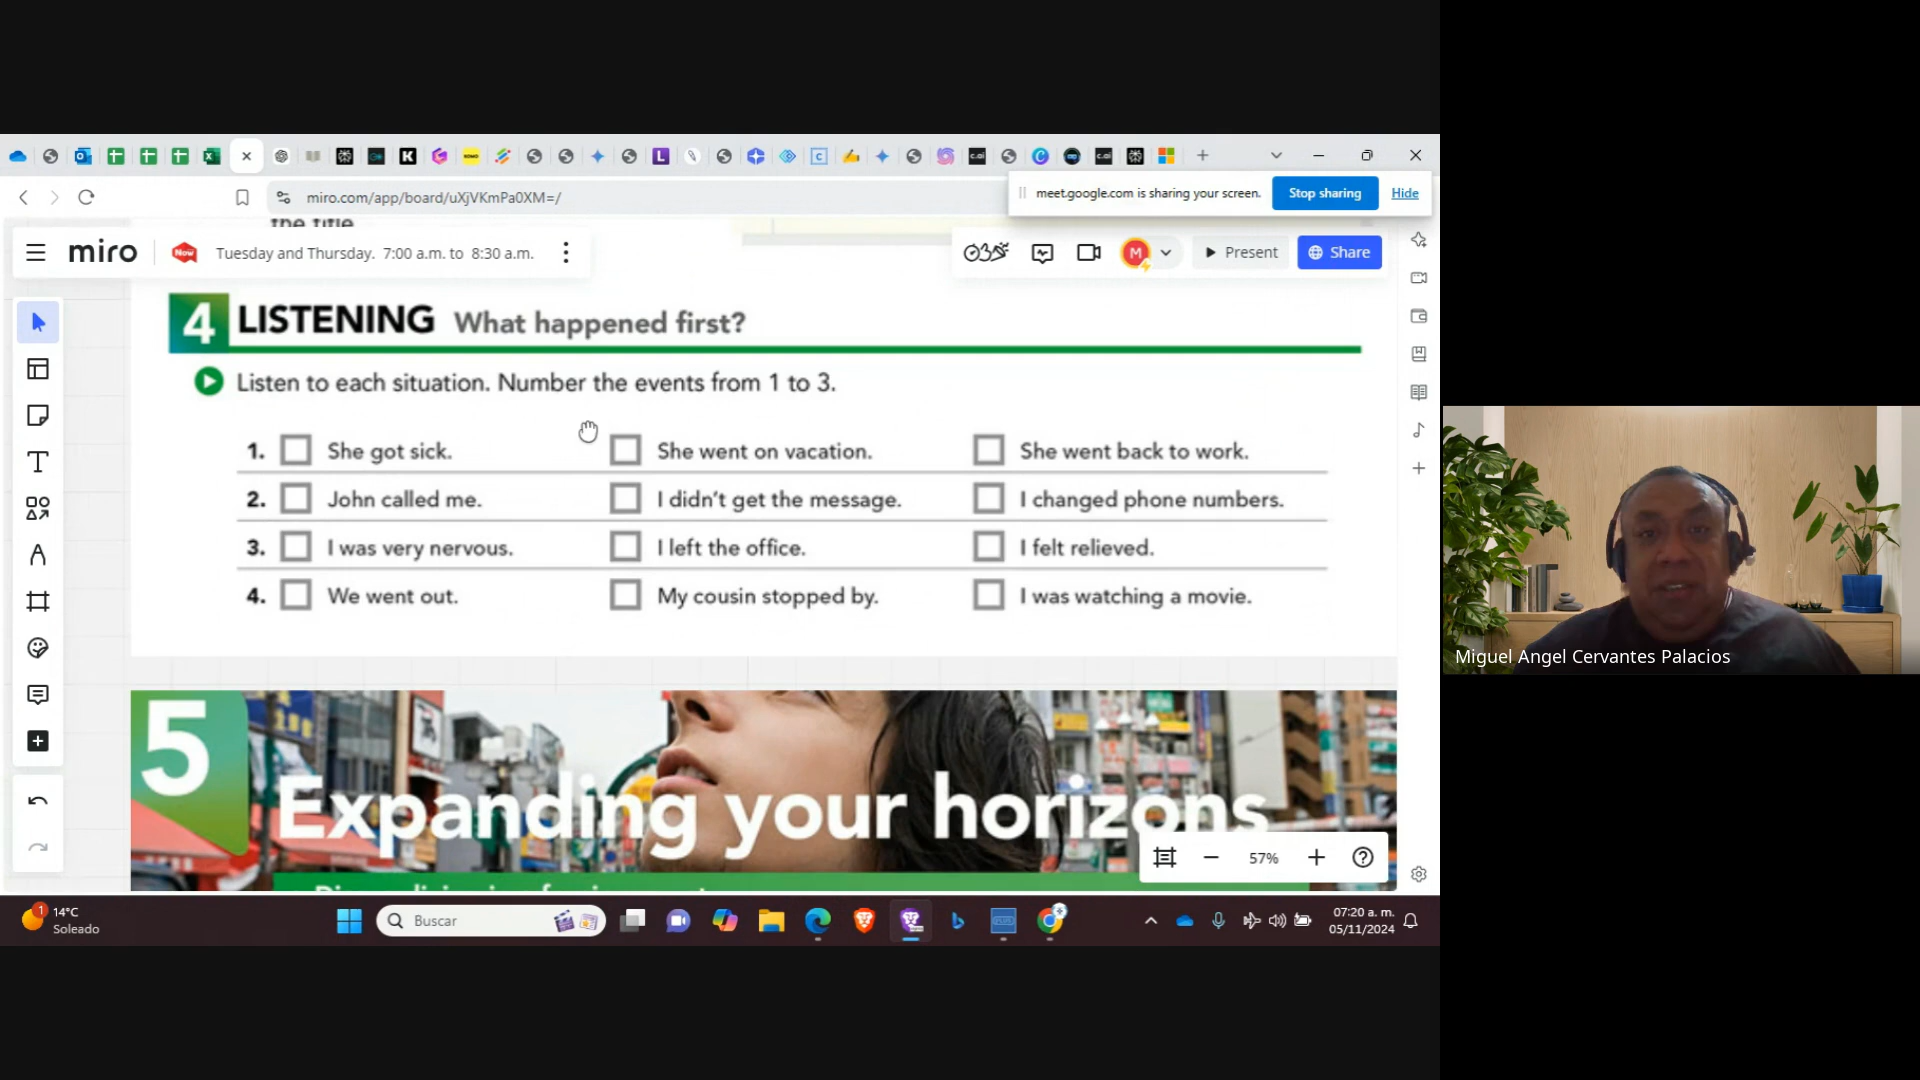 miro.com/app/board/uXjVKmPa0XM=/
meet.google.com is sharing your screen.
Stop sharing
Hide
the title
miro
Now
Tuesday and Thursday. 7:00 a.m. to 8:30 a.m.
M
Present
Share
4 LISTENING What happened first?
Listen to each situation. Number the events from 1 to 3.
1. She got sick. She went on vacation. She went back to work.
2. John called me. I didn't get the message. I changed phone numbers.
3. I was very nervous. I left the office. I felt relieved.
4. We went out. My cousin stopped by. I was watching a movie.
5
Expanding your horizons
57%
Miguel Angel Cervantes Palacios
1
14°C
Soleado
Buscar
07:20 a. m.
05/11/2024